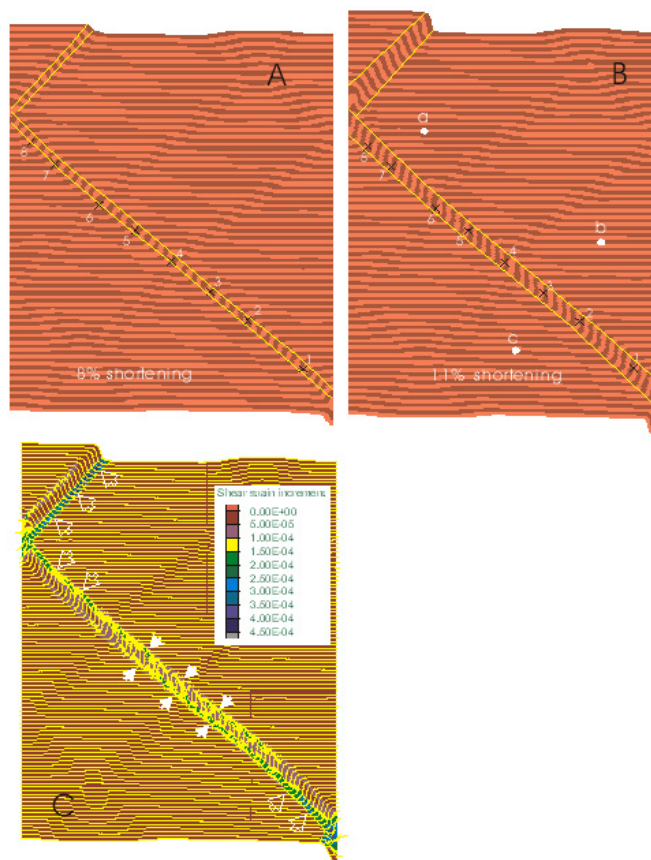 A
8
7
6
5
4
3
2
1
8% shortening
B
a
8
7
6
b
5
4
3
2
c
1
11% shortening
Shear strain increment
0.00E+00
5.00E-05
1.00E-04
1.50E-04
2.00E-04
2.50E-04
3.00E-04
3.50E-04
4.00E-04
4.50E-04
C